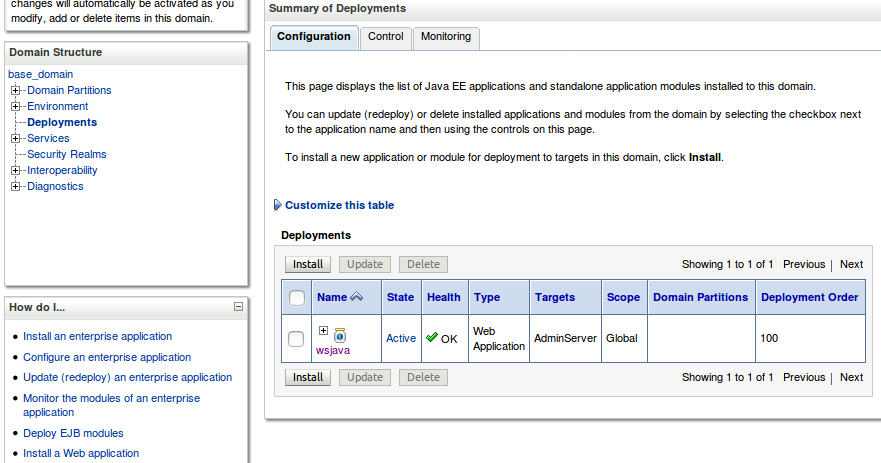 changes will automatically be activated as you
modify, add or delete items in this domain.
Domain Structure
base_domain
Domain Partitions
Environment
Deployments
Services
Security Realms
Interoperability
Diagnostics
How do I...
Install an enterprise application
Configure an enterprise application
Update (redeploy) an enterprise application
Monitor the modules of an enterprise
application
Deploy EJB modules
Install a Web application
Summary of Deployments
Configuration Control Monitoring
This page displays the list of Java EE applications and standalone application modules installed to this domain.
You can update (redeploy) or delete installed applications and modules from the domain by selecting the checkbox next
to the application name and then using the controls on this page.
To install a new application or module for deployment to targets in this domain, click Install.
Customize this table
Deployments
Install Update Delete Showing 1 to 1 of 1 Previous | Next
Name State Health Type Targets Scope Domain Partitions Deployment Order
wsjava Active OK Web Application AdminServer Global 100
Install Update Delete Showing 1 to 1 of 1 Previous | Next